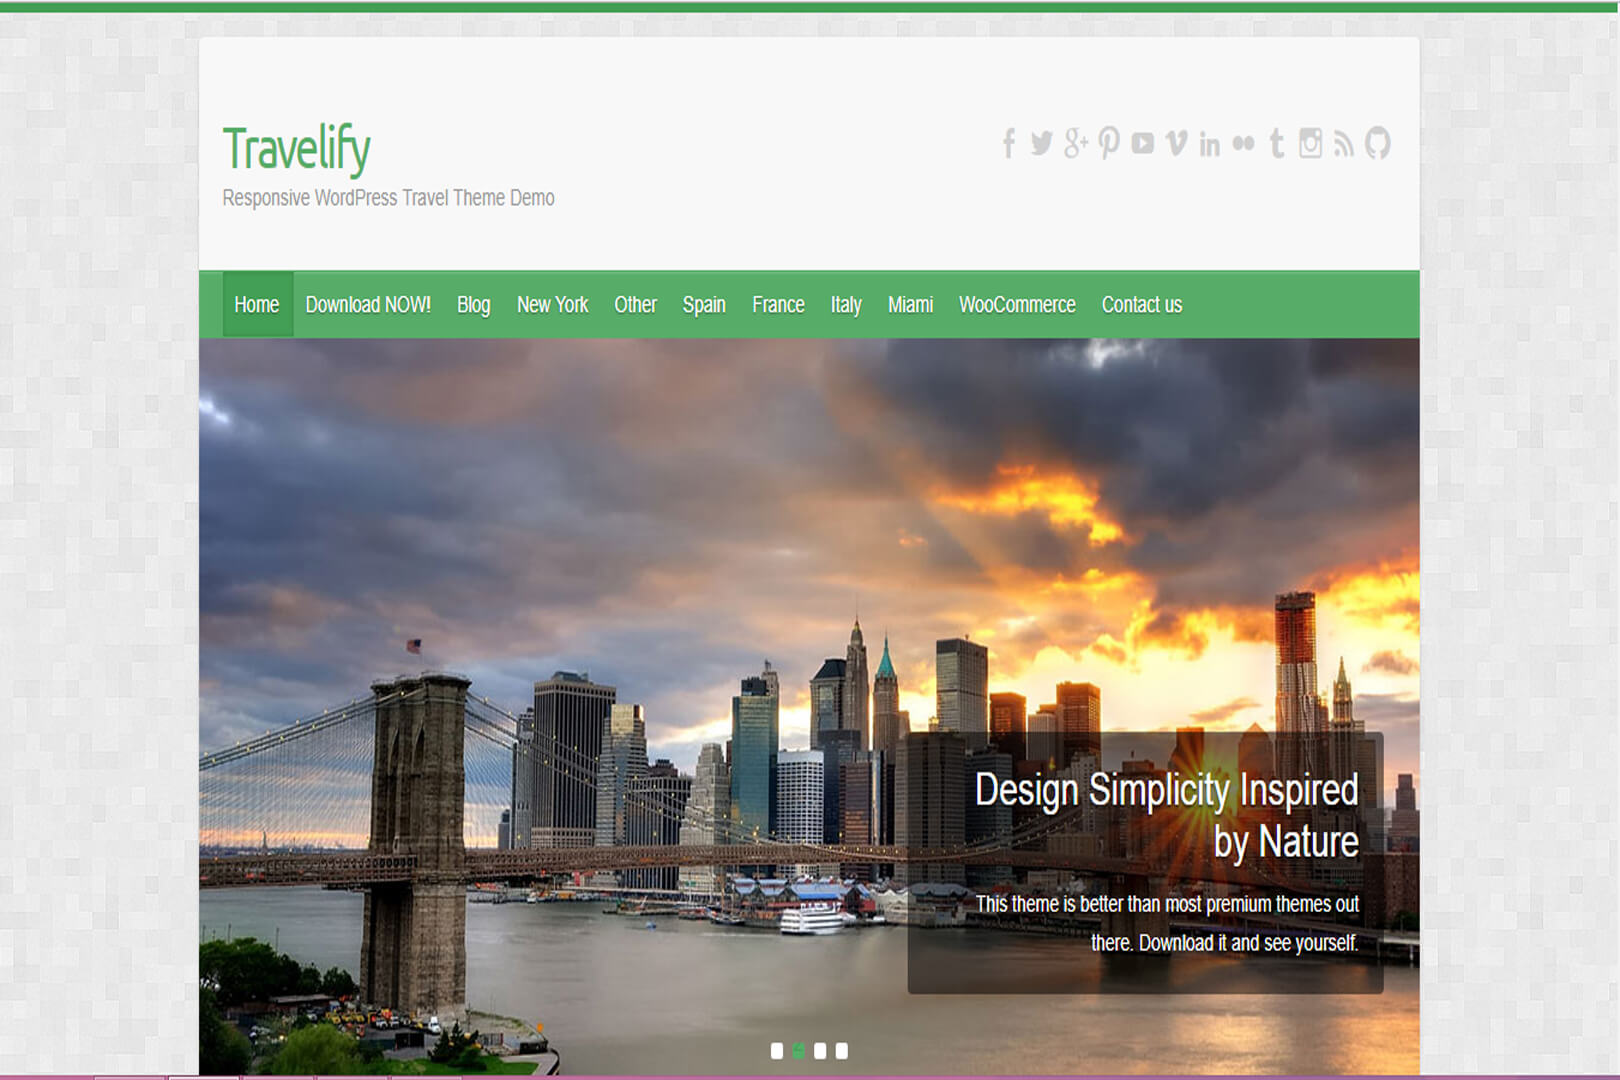 Travelify
Responsive WordPress Travel Theme Demo
Home Download NOW! Blog New York Other Spain France Italy Miami WooCommerce Contact us
Design Simplicity Inspired
by Nature
This theme is better than most premium themes out
there. Download it and see yourself.